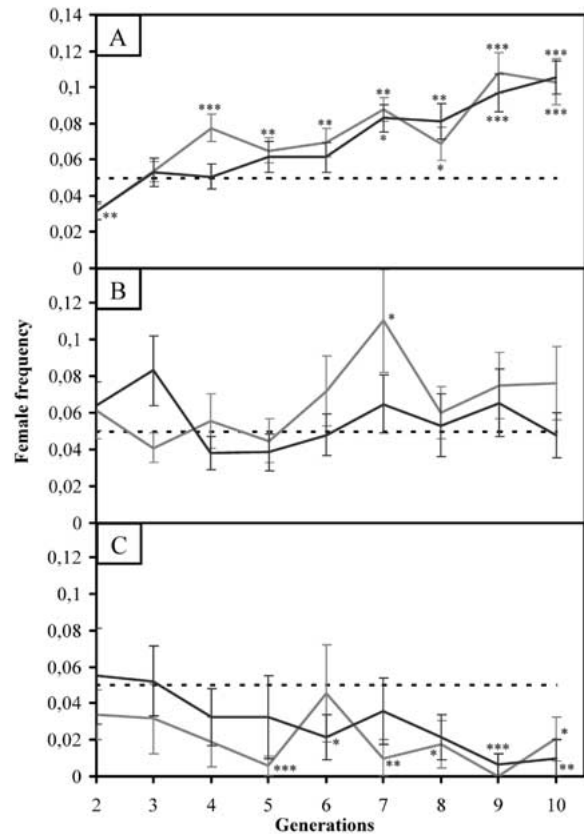 0,14
A
0,12
0,1
0,08
0,06
0,04
0,02
0
*** *** *** ** ** ** ** *** *** * * **
B
0,12
0,1
0,08
0,06
0,04
0,02
0
*
Female frequency
C
0,12
0,1
0,08
0,06
0,04
0,02
0
*** * ** * *** * **
2 3 4 5 6 7 8 9 10
Generations